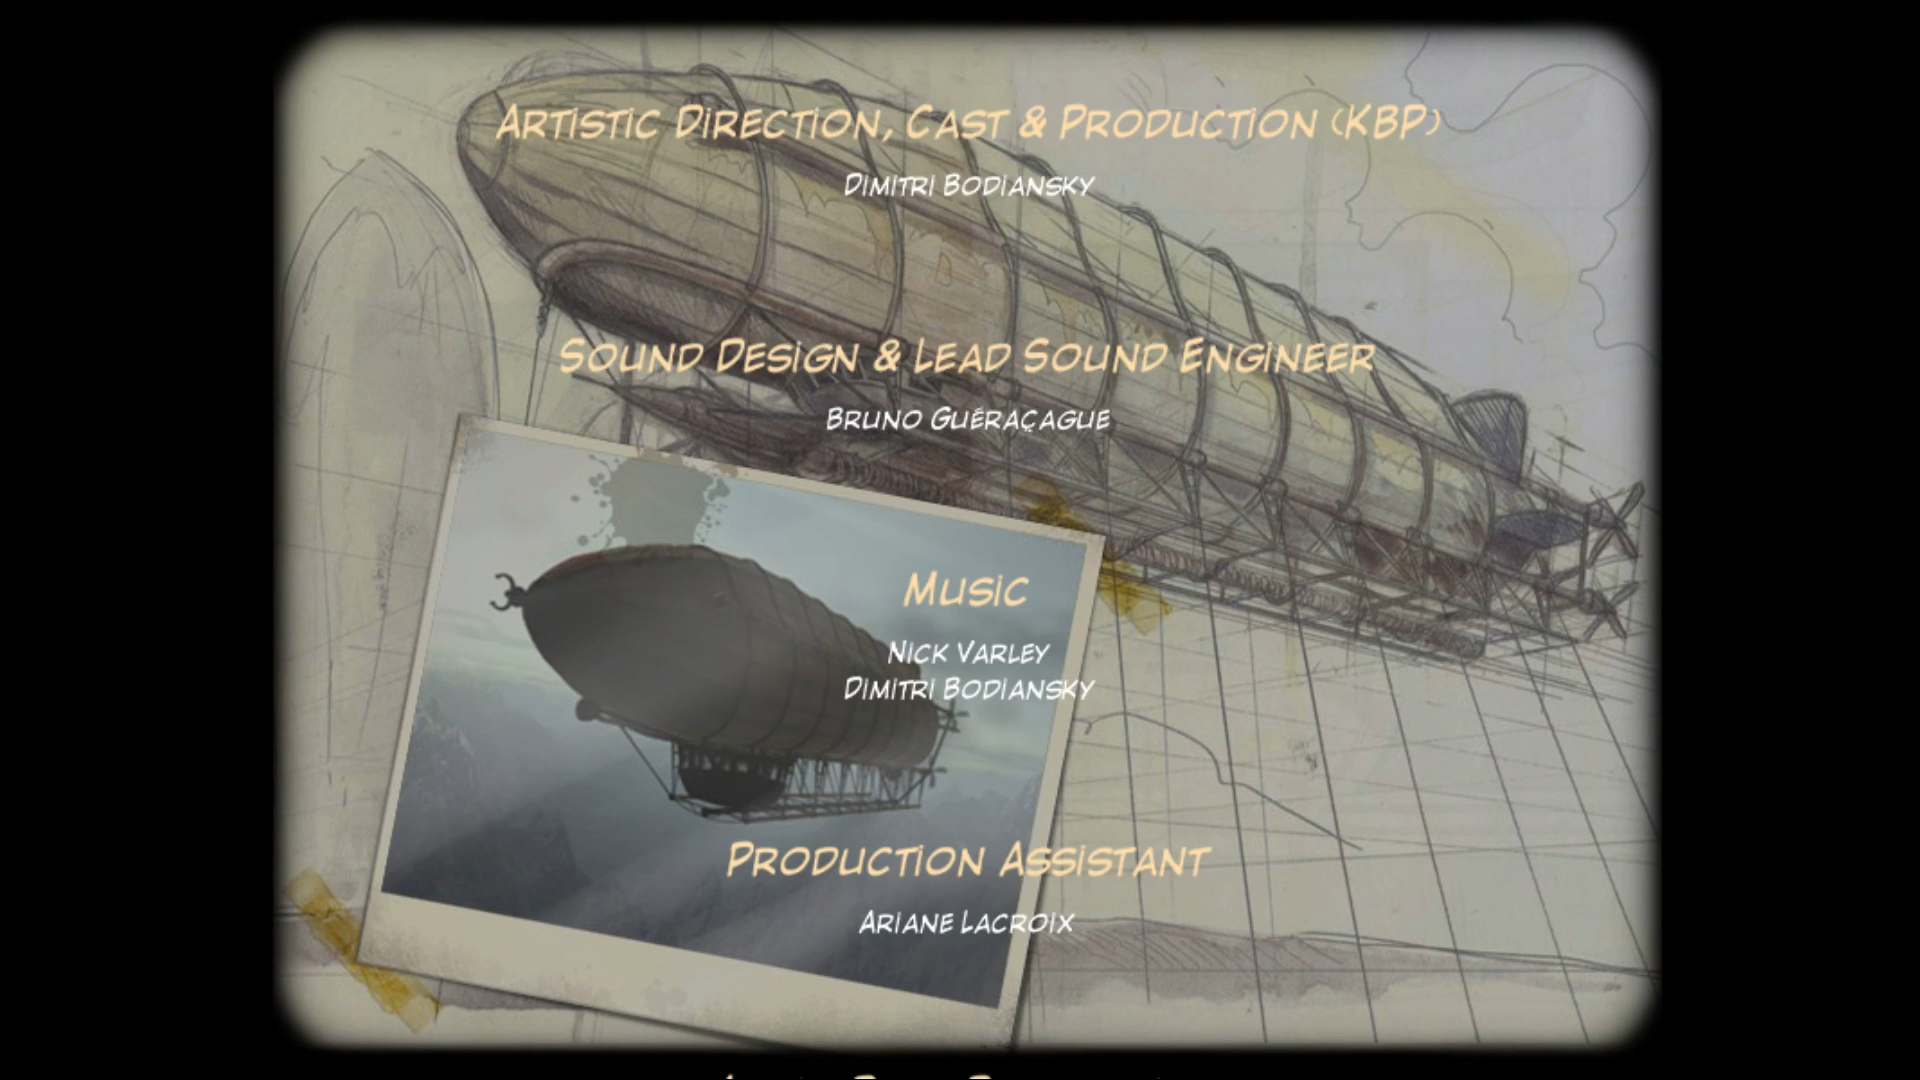 Artistic Direction, Cast & Production (KBP)
Dimitri Bodiansky
Sound Design & Lead Sound Engineer
Bruno Guéraçague
Music
Nick Varley
Dimitri Bodiansky
Production Assistant
Ariane Lacroix